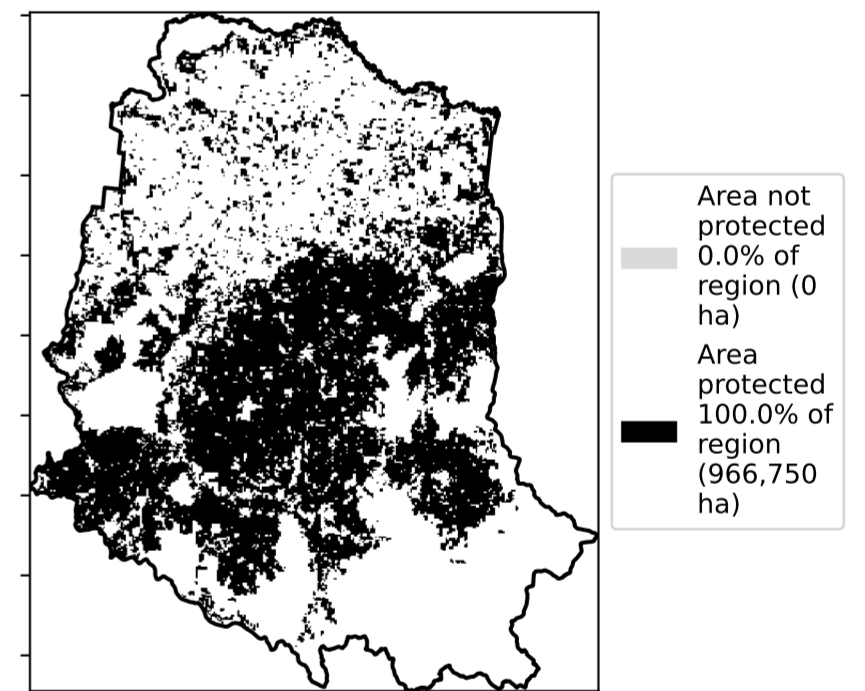 Area not
protected
0.0% of
region (0
ha)
Area
protected
100.0% of
region
(966,750
ha)